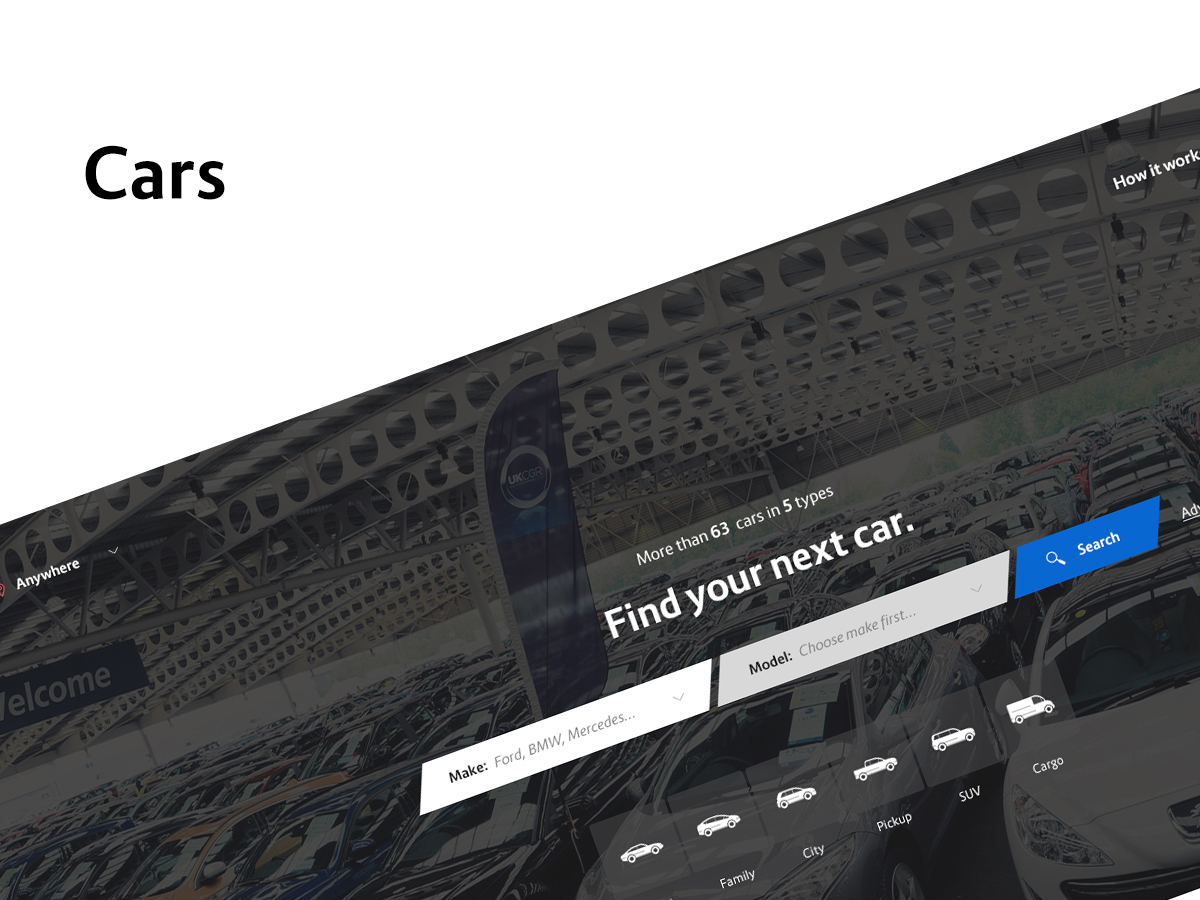 Cars
How it work
Anywhere
UKCGR
Welcome
More than 63 cars in 5 types
Find your next car.
Make: Ford, BMW, Mercedes...
Model: Choose make first...
Search
Adv
Family
City
Pickup
SUV
Cargo